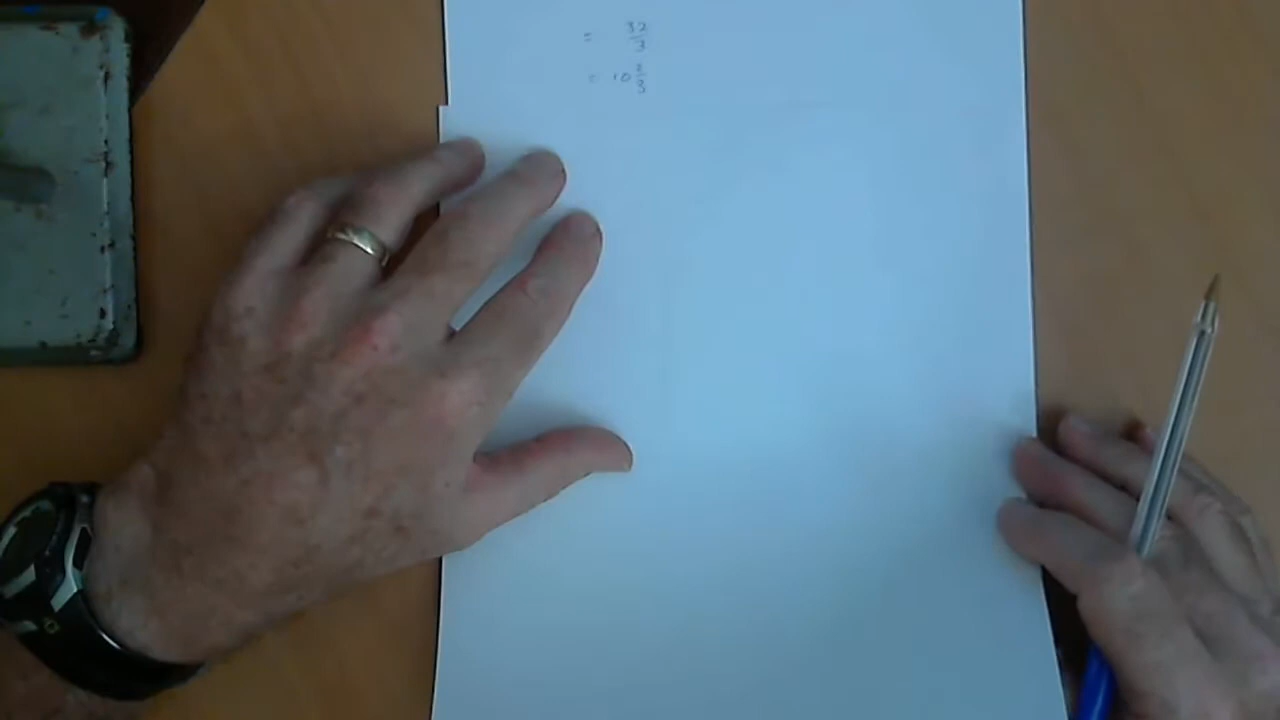 = 32/3
= 10 2/3